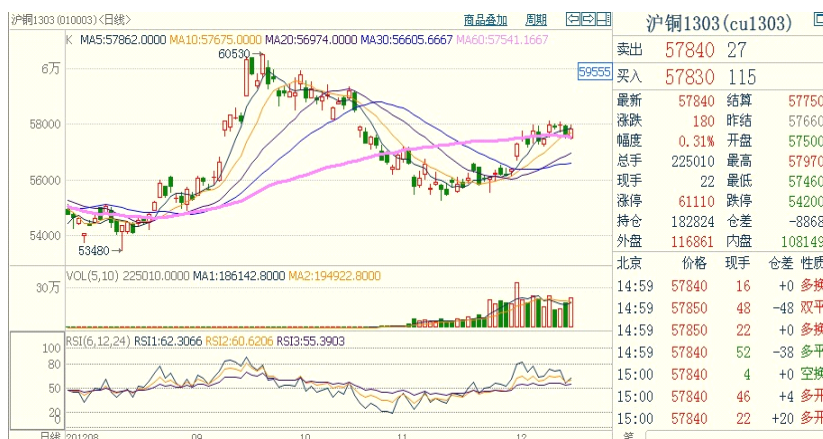 沪铜1303 (010003)<日线>
商品叠加 周期
K MA5:57862.0000 MA10:57675.0000 MA20:56974.0000 MA30:56605.6667 MA60:57541.1667
60530
6万
59555
58000
56000
54000
53480
VOL(5,10) 225010.0000 MA1:186142.8000 MA2:194922.8000
30万
RSI(6,12,24) RSI1:62.3066 RSI2:60.6206 RSI3:55.3903
100
80
50
20
0
日线 201208 09 10 11 12
沪铜1303(cu1303)
卖出 57840 27
买入 57830 115
最新 57840 结算 57750
涨跌 180 昨结 57660
幅度 0.31% 开盘 57500
总手 225010 最高 57970
现手 22 最低 57460
涨停 61110 跌停 54200
持仓 182824 仓差 -8868
外盘 116861 内盘 108149
北京 价格 现手 仓差 性质
14:59 57840 16 +0 多换
14:59 57850 48 -48 双平
14:59 57850 22 +0 多换
14:59 57840 52 -38 多平
15:00 57840 4 +0 空换
15:00 57840 46 +4 多开
15:00 57840 22 +20 多开
笔